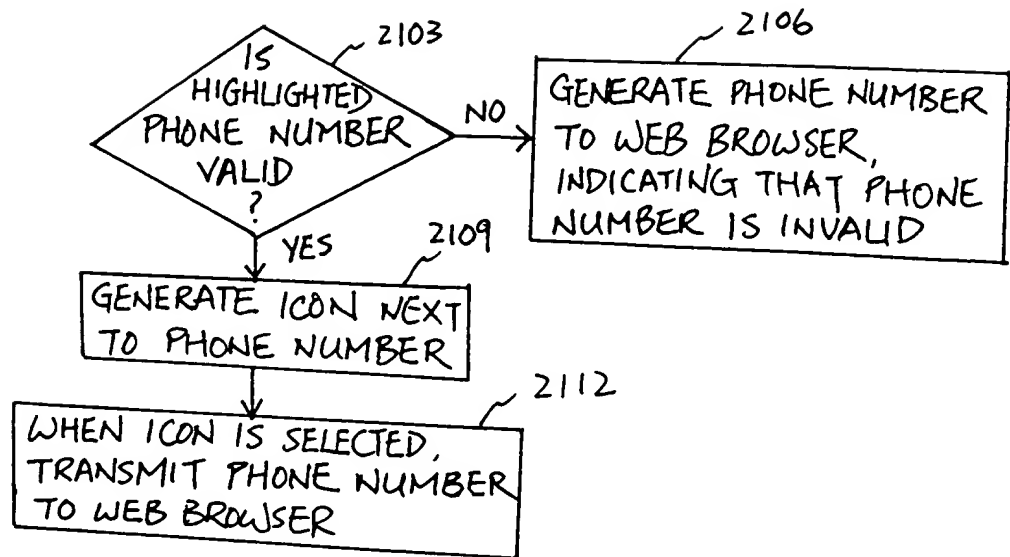 2103
IS
HIGHLIGHTED
PHONE NUMBER
VALID
?
NO
2106
GENERATE PHONE NUMBER
TO WEB BROWSER,
INDICATING THAT PHONE
NUMBER IS INVALID
YES
2109
GENERATE ICON NEXT
TO PHONE NUMBER
2112
WHEN ICON IS SELECTED,
TRANSMIT PHONE NUMBER
TO WEB BROWSER